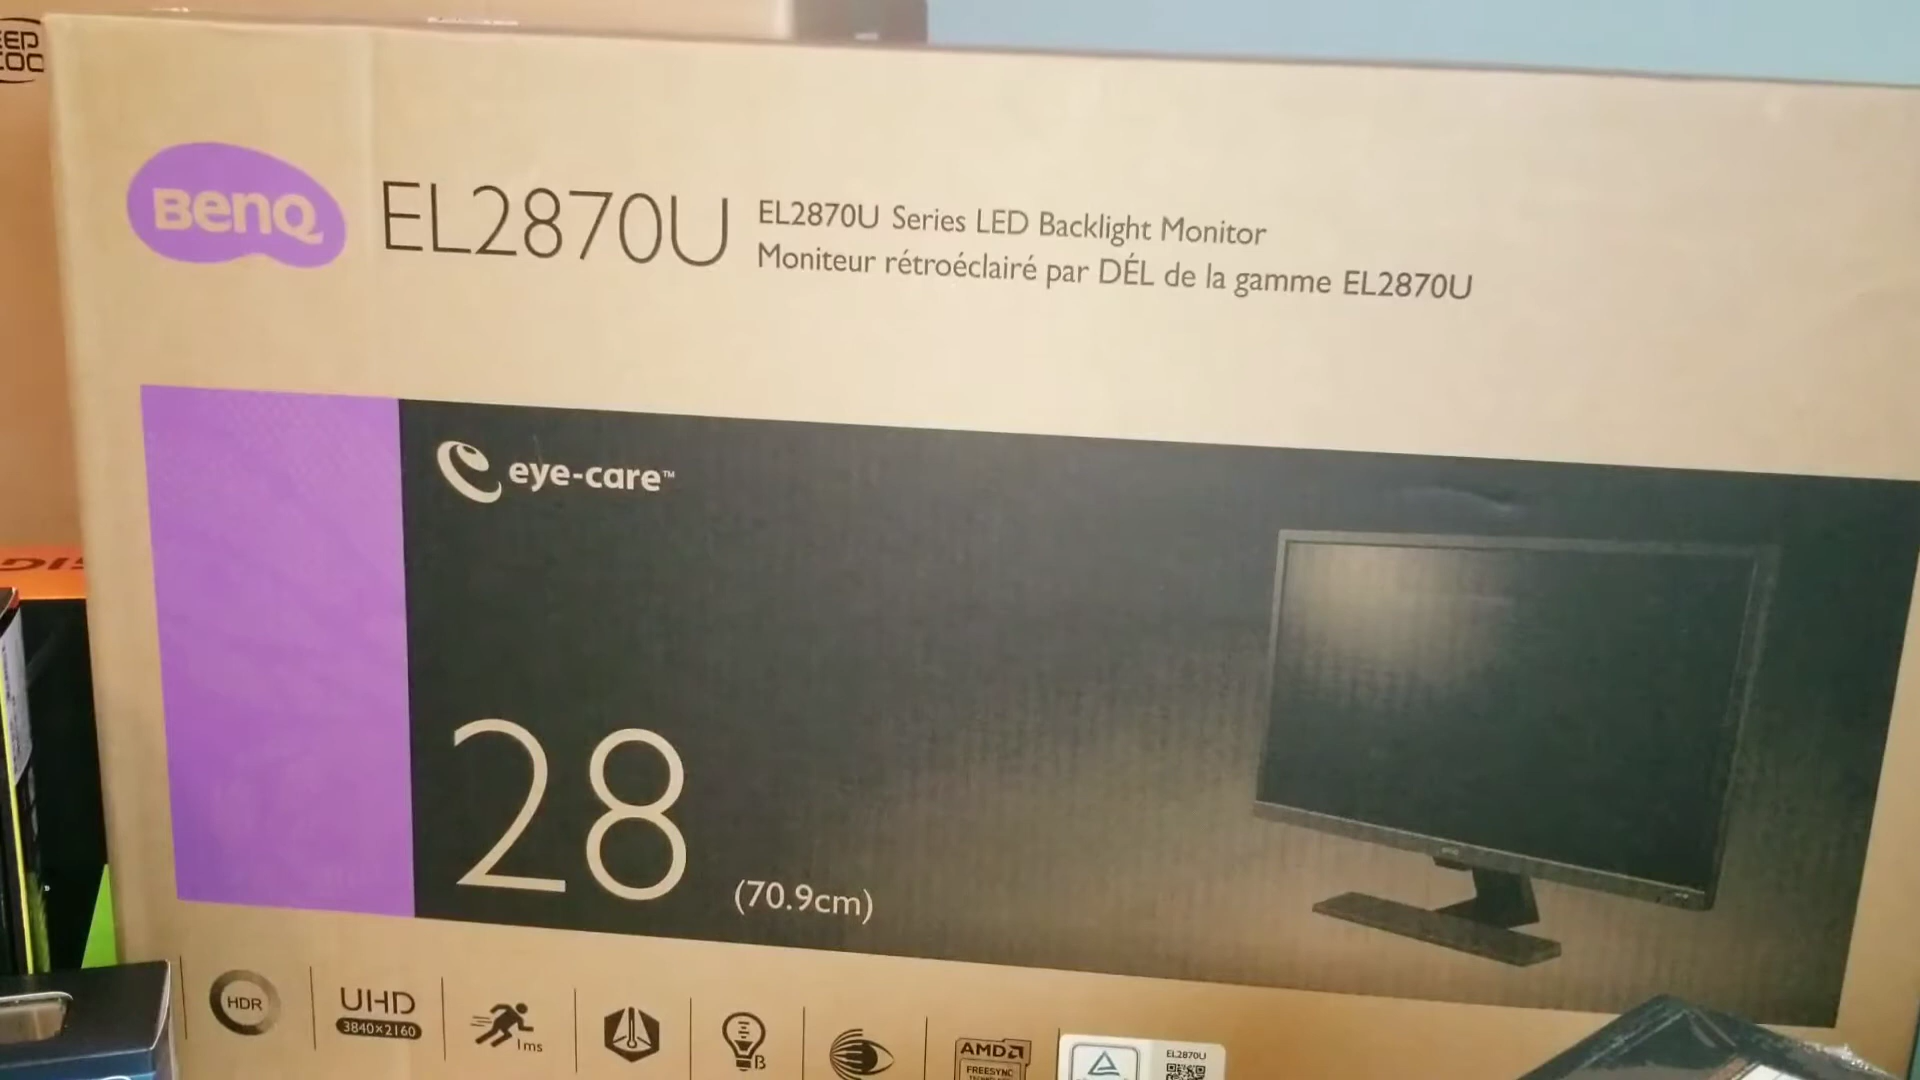 BenQ
EL2870U
EL2870U Series LED Backlight Monitor
Moniteur rétroéclairé par DÉL de la gamme EL2870U
eye-care™
28
(70.9cm)
HDR
UHD
3840×2160
1ms
B
AMD
FREESYNC
EL2870U